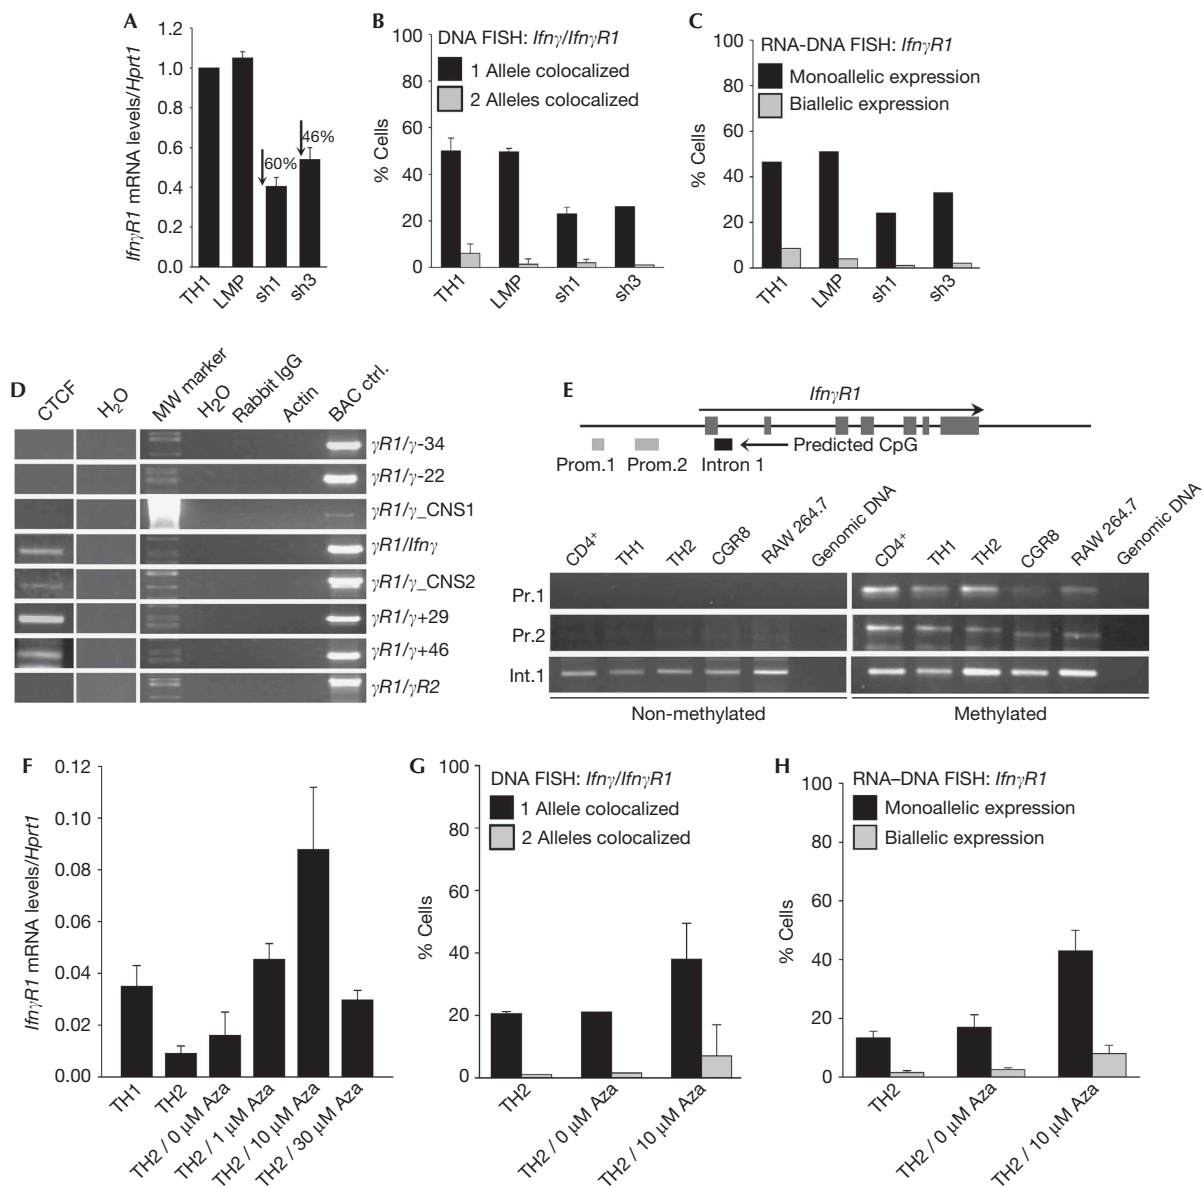 A
IfnγR1 mRNA levels/Hprt1
1.2
1.0
0.8
0.6
0.4
0.2
0.0
60%
46%
TH1
LMP
sh1
sh3
B
DNA FISH: Ifnγ/IfnγR1
1 Allele colocalized
2 Alleles colocalized
% Cells
100
80
60
40
20
0
TH1
LMP
sh1
sh3
C
RNA-DNA FISH: IfnγR1
Monoallelic expression
Biallelic expression
% Cells
100
80
60
40
20
0
TH1
LMP
sh1
sh3
D
CTCF
H2O
MW marker
H2O
Rabbit IgG
Actin
BAC ctrl.
γR1/γ-34
γR1/γ-22
γR1/γ_CNS1
γR1/Ifnγ
γR1/γ_CNS2
γR1/γ+29
γR1/γ+46
γR1/γR2
E
IfnγR1
Prom.1
Prom.2
Intron 1
Predicted CpG
CD4+
TH1
TH2
CGR8
RAW 264.7
Genomic DNA
CD4+
TH1
TH2
CGR8
RAW 264.7
Genomic DNA
Pr.1
Pr.2
Int.1
Non-methylated
Methylated
F
IfnγR1 mRNA levels/Hprt1
0.12
0.10
0.08
0.06
0.04
0.02
0.00
TH1
TH2
TH2 / 0 μM Aza
TH2 / 1 μM Aza
TH2 / 10 μM Aza
TH2 / 30 μM Aza
G
DNA FISH: Ifnγ/IfnγR1
1 Allele colocalized
2 Alleles colocalized
% Cells
100
80
60
40
20
0
TH2
TH2 / 0 μM Aza
TH2 / 10 μM Aza
H
RNA–DNA FISH: IfnγR1
Monoallelic expression
Biallelic expression
% Cells
100
80
60
40
20
0
TH2
TH2 / 0 μM Aza
TH2 / 10 μM Aza